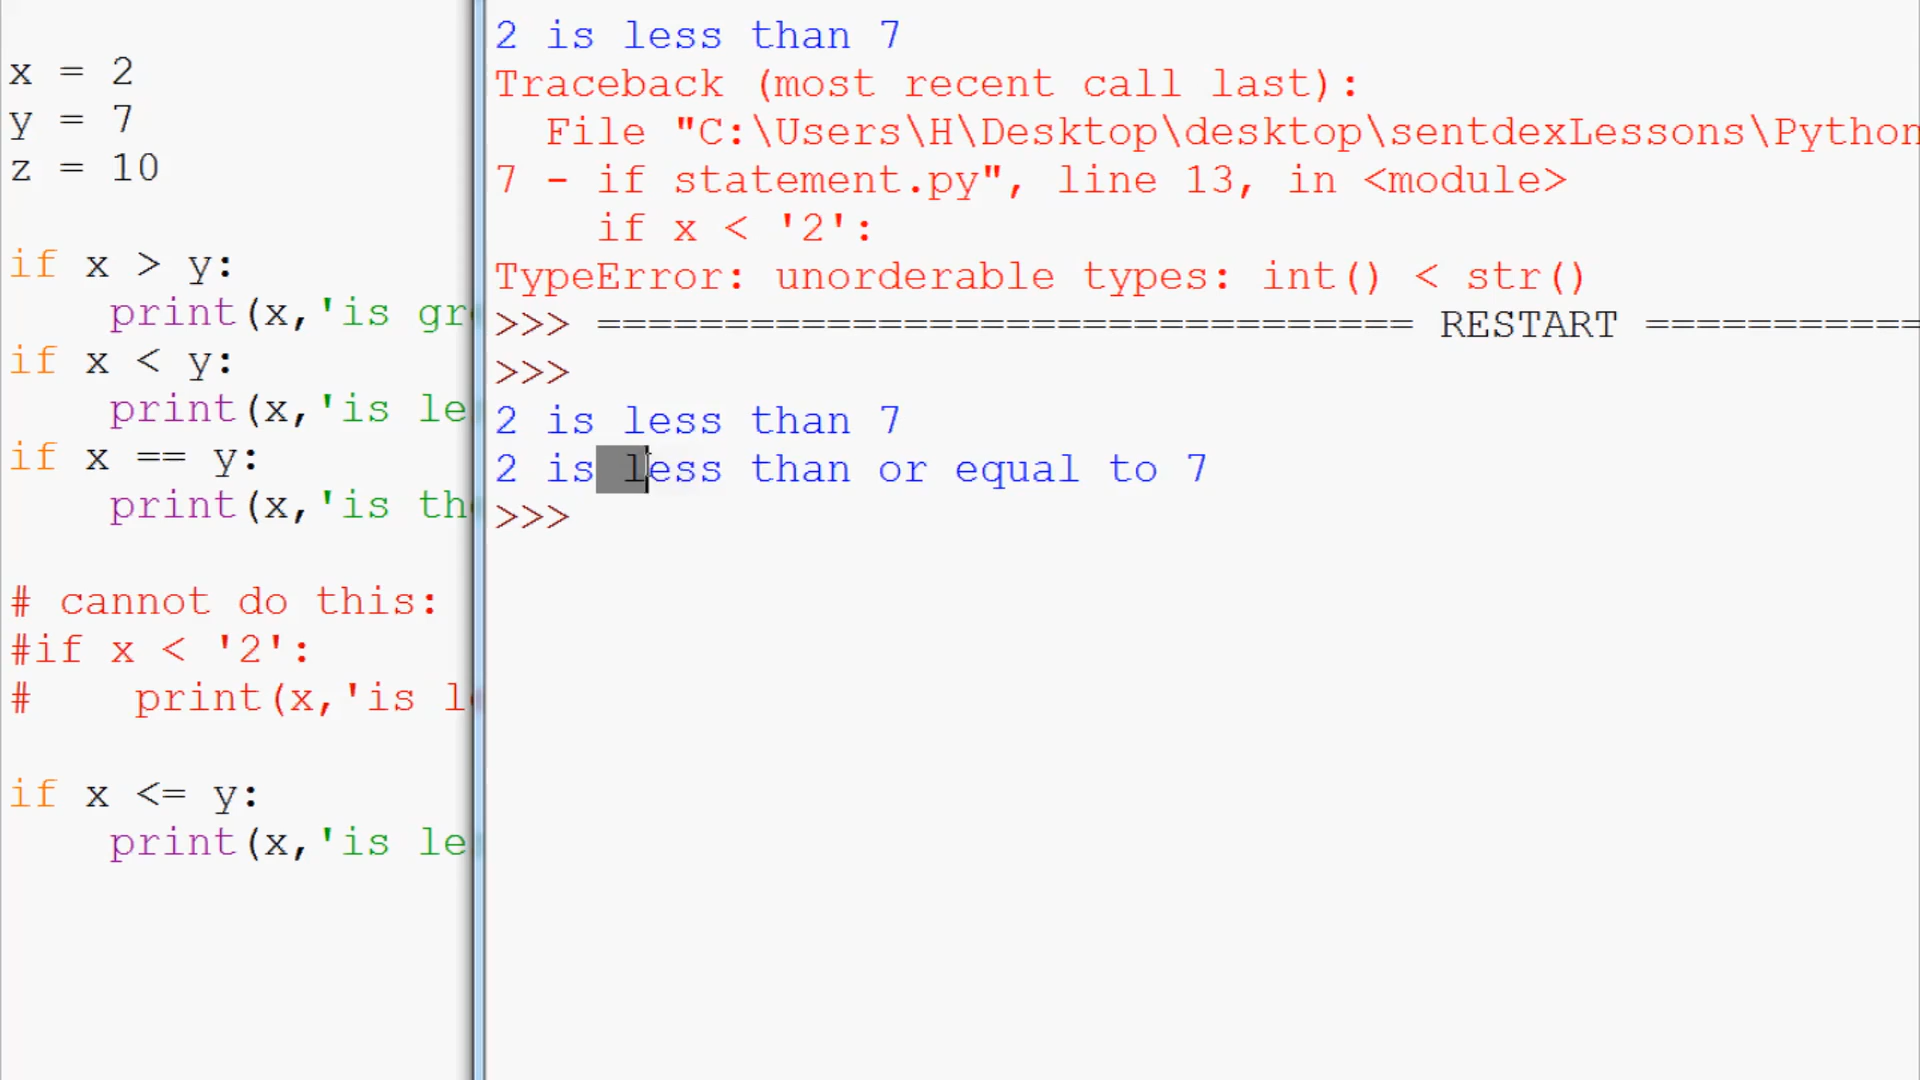 x = 2
y = 7
z = 10
if x > y:
    print(x,'is gr
if x < y:
    print(x,'is le
if x == y:
    print(x,'is th
# cannot do this:
#if x < '2':
#    print(x,'is l
if x <= y:
    print(x,'is le
2 is less than 7
Traceback (most recent call last):
  File "C:\Users\H\Desktop\desktop\sentdexLessons\Python
7 - if statement.py", line 13, in <module>
    if x < '2':
TypeError: unorderable types: int() < str()
>>> ================================ RESTART ===========
>>>
2 is less than 7
2 is less than or equal to 7
>>>